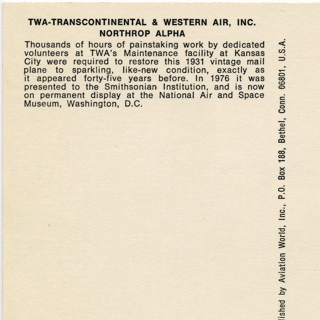 TWA-TRANSCONTINENTAL & WESTERN AIR, INC.
NORTHROP ALPHA
Thousands of hours of painstaking work by dedicated
volunteers at TWA's Maintenance facility at Kansas
City were required to restore this 1931 vintage mail
plane to sparkling, like-new condition, exactly as
it appeared forty-five years before. In 1976 it was
presented to the Smithsonian Institution, and is now
on permanent display at the National Air and Space
Museum, Washington, D.C.
lished by Aviation World, Inc., P.O. Box 188, Bethel, Conn. 06801, U.S.A.